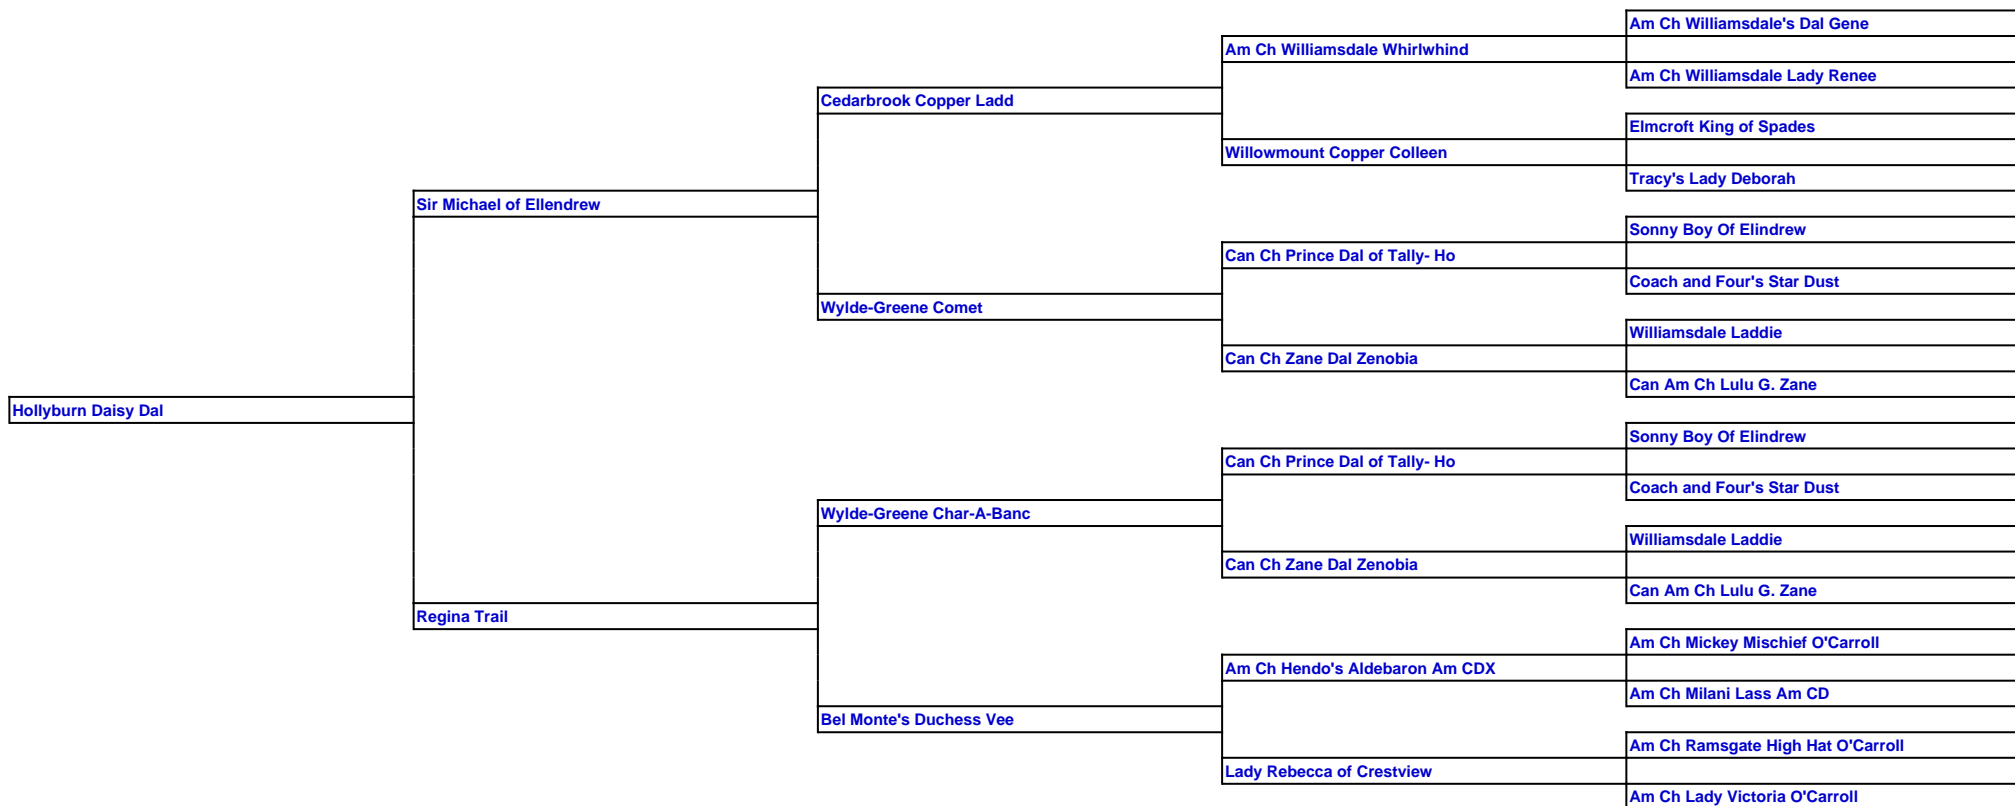 Am Ch Williamsdale's Dal Gene
Am Ch Williamsdale Whirlwhind
Am Ch Williamsdale Lady Renee
Cedarbrook Copper Ladd
Elmcroft King of Spades
Willowmount Copper Colleen
Tracy's Lady Deborah
Sir Michael of Ellendrew
Sonny Boy Of Elindrew
Can Ch Prince Dal of Tally- Ho
Coach and Four's Star Dust
Wylde-Greene Comet
Williamsdale Laddie
Can Ch Zane Dal Zenobia
Can Am Ch Lulu G. Zane
Hollyburn Daisy Dal
Sonny Boy Of Elindrew
Can Ch Prince Dal of Tally- Ho
Coach and Four's Star Dust
Wylde-Greene Char-A-Banc
Williamsdale Laddie
Can Ch Zane Dal Zenobia
Can Am Ch Lulu G. Zane
Regina Trail
Am Ch Mickey Mischief O'Carroll
Am Ch Hendo's Aldebaron Am CDX
Am Ch Milani Lass Am CD
Bel Monte's Duchess Vee
Am Ch Ramsgate High Hat O'Carroll
Lady Rebecca of Crestview
Am Ch Lady Victoria O'Carroll